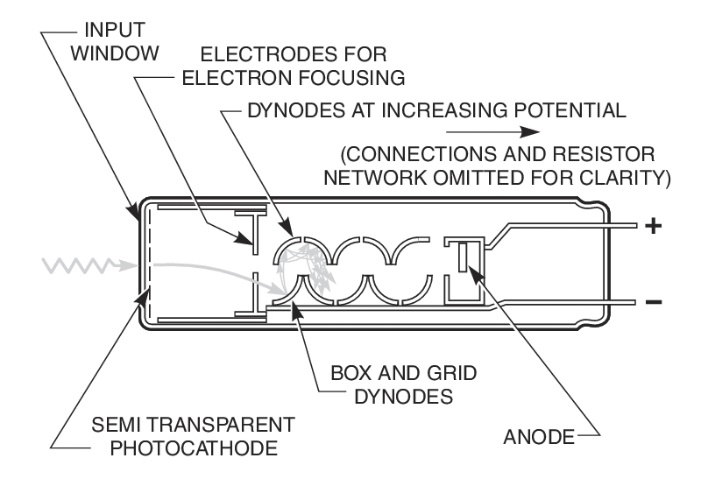 INPUT
WINDOW
ELECTRODES FOR
ELECTRON FOCUSING
DYNODES AT INCREASING POTENTIAL
(CONNECTIONS AND RESISTOR
NETWORK OMITTED FOR CLARITY)
+
–
BOX AND GRID
DYNODES
SEMI TRANSPARENT
PHOTOCATHODE
ANODE